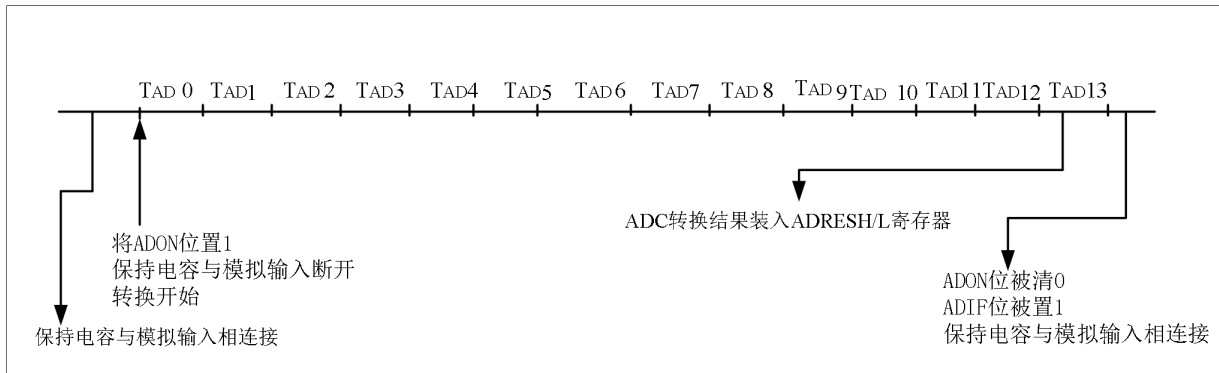 TAD 0 TAD1 TAD 2 TAD3 TAD4 TAD5 TAD 6 TAD7 TAD 8 TAD 9 TAD 10 TAD11 TAD12 TAD13
ADC转换结果装入ADRESH/L寄存器
将ADON位置1
保持电容与模拟输入断开
转换开始
保持电容与模拟输入相连接
ADON位被清0
ADIF位被置1
保持电容与模拟输入相连接